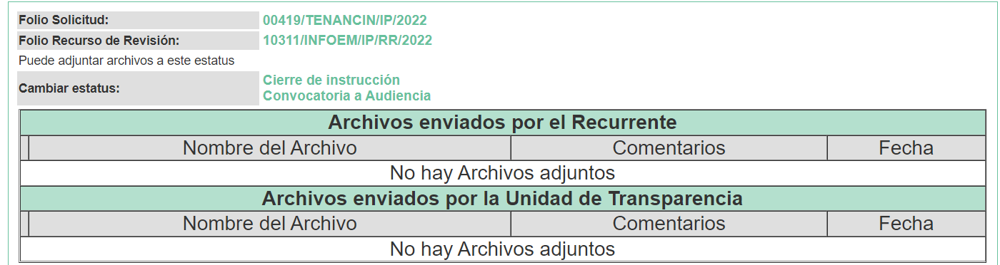 Folio Solicitud: 00419/TENANCIN/IP/2022
Folio Recurso de Revisión: 10311/INFOEM/IP/RR/2022
Puede adjuntar archivos a este estatus
Cambiar estatus: Cierre de instrucción
Convocatoria a Audiencia
Archivos enviados por el Recurrente
Nombre del Archivo Comentarios Fecha
No hay Archivos adjuntos
Archivos enviados por la Unidad de Transparencia
Nombre del Archivo Comentarios Fecha
No hay Archivos adjuntos